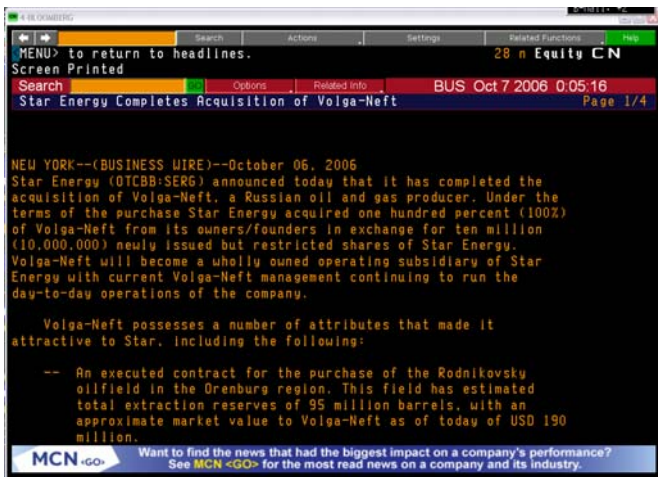 4-BLOOMBERG
Search Actions Settings Related Functions Help
MENU> to return to headlines. 28 n Equity CN
Screen Printed
Search GO Options Related Info BUS Oct 7 2006 0:05:16
Star Energy Completes Acquisition of Volga-Neft Page 1/4
NEW YORK--(BUSINESS WIRE)--October 06, 2006
Star Energy (OTCBB:SERG) announced today that it has completed the
acquisition of Volga-Neft, a Russian oil and gas producer. Under the
terms of the purchase Star Energy acquired one hundred percent (100%)
of Volga-Neft from its owners/founders in exchange for ten million
(10,000,000) newly issued but restricted shares of Star Energy.
Volga-Neft will become a wholly owned operating subsidiary of Star
Energy with current Volga-Neft management continuing to run the
day-to-day operations of the company.
Volga-Neft possesses a number of attributes that made it
attractive to Star, including the following:
-- An executed contract for the purchase of the Rodnikovsky
oilfield in the Orenburg region. This field has estimated
total extraction reserves of 95 million barrels, with an
approximate market value to Volga-Neft as of today of USD 190
million.
MCN <GO> Want to find the news that had the biggest impact on a company's performance?
See MCN <GO> for the most read news on a company and its industry.